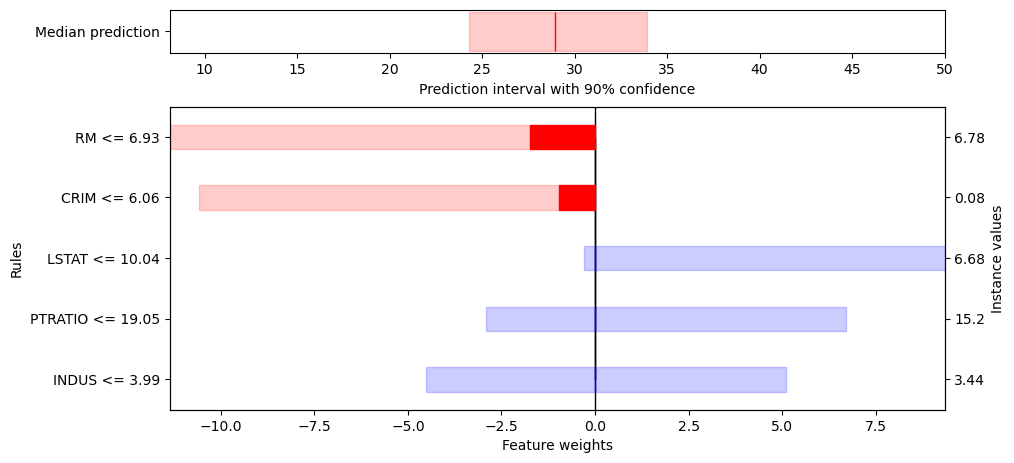 Median prediction
10 15 20 25 30 35 40 45 50
Prediction interval with 90% confidence
RM <= 6.93 6.78
CRIM <= 6.06 0.08
LSTAT <= 10.04 6.68
PTRATIO <= 19.05 15.2
INDUS <= 3.99 3.44
Rules
Instance values
−10.0 −7.5 −5.0 −2.5 0.0 2.5 5.0 7.5
Feature weights